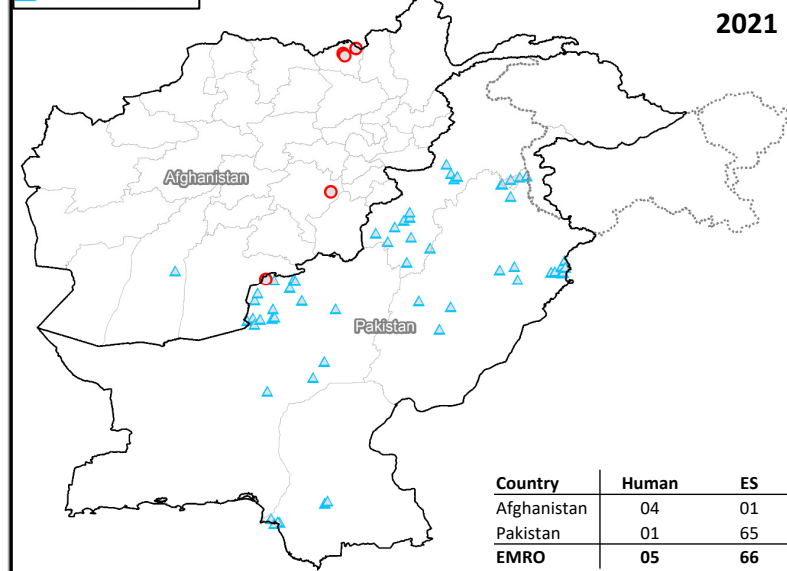 2021
Afghanistan
Pakistan
Country Human ES
Afghanistan 04 01
Pakistan 01 65
EMRO 05 66